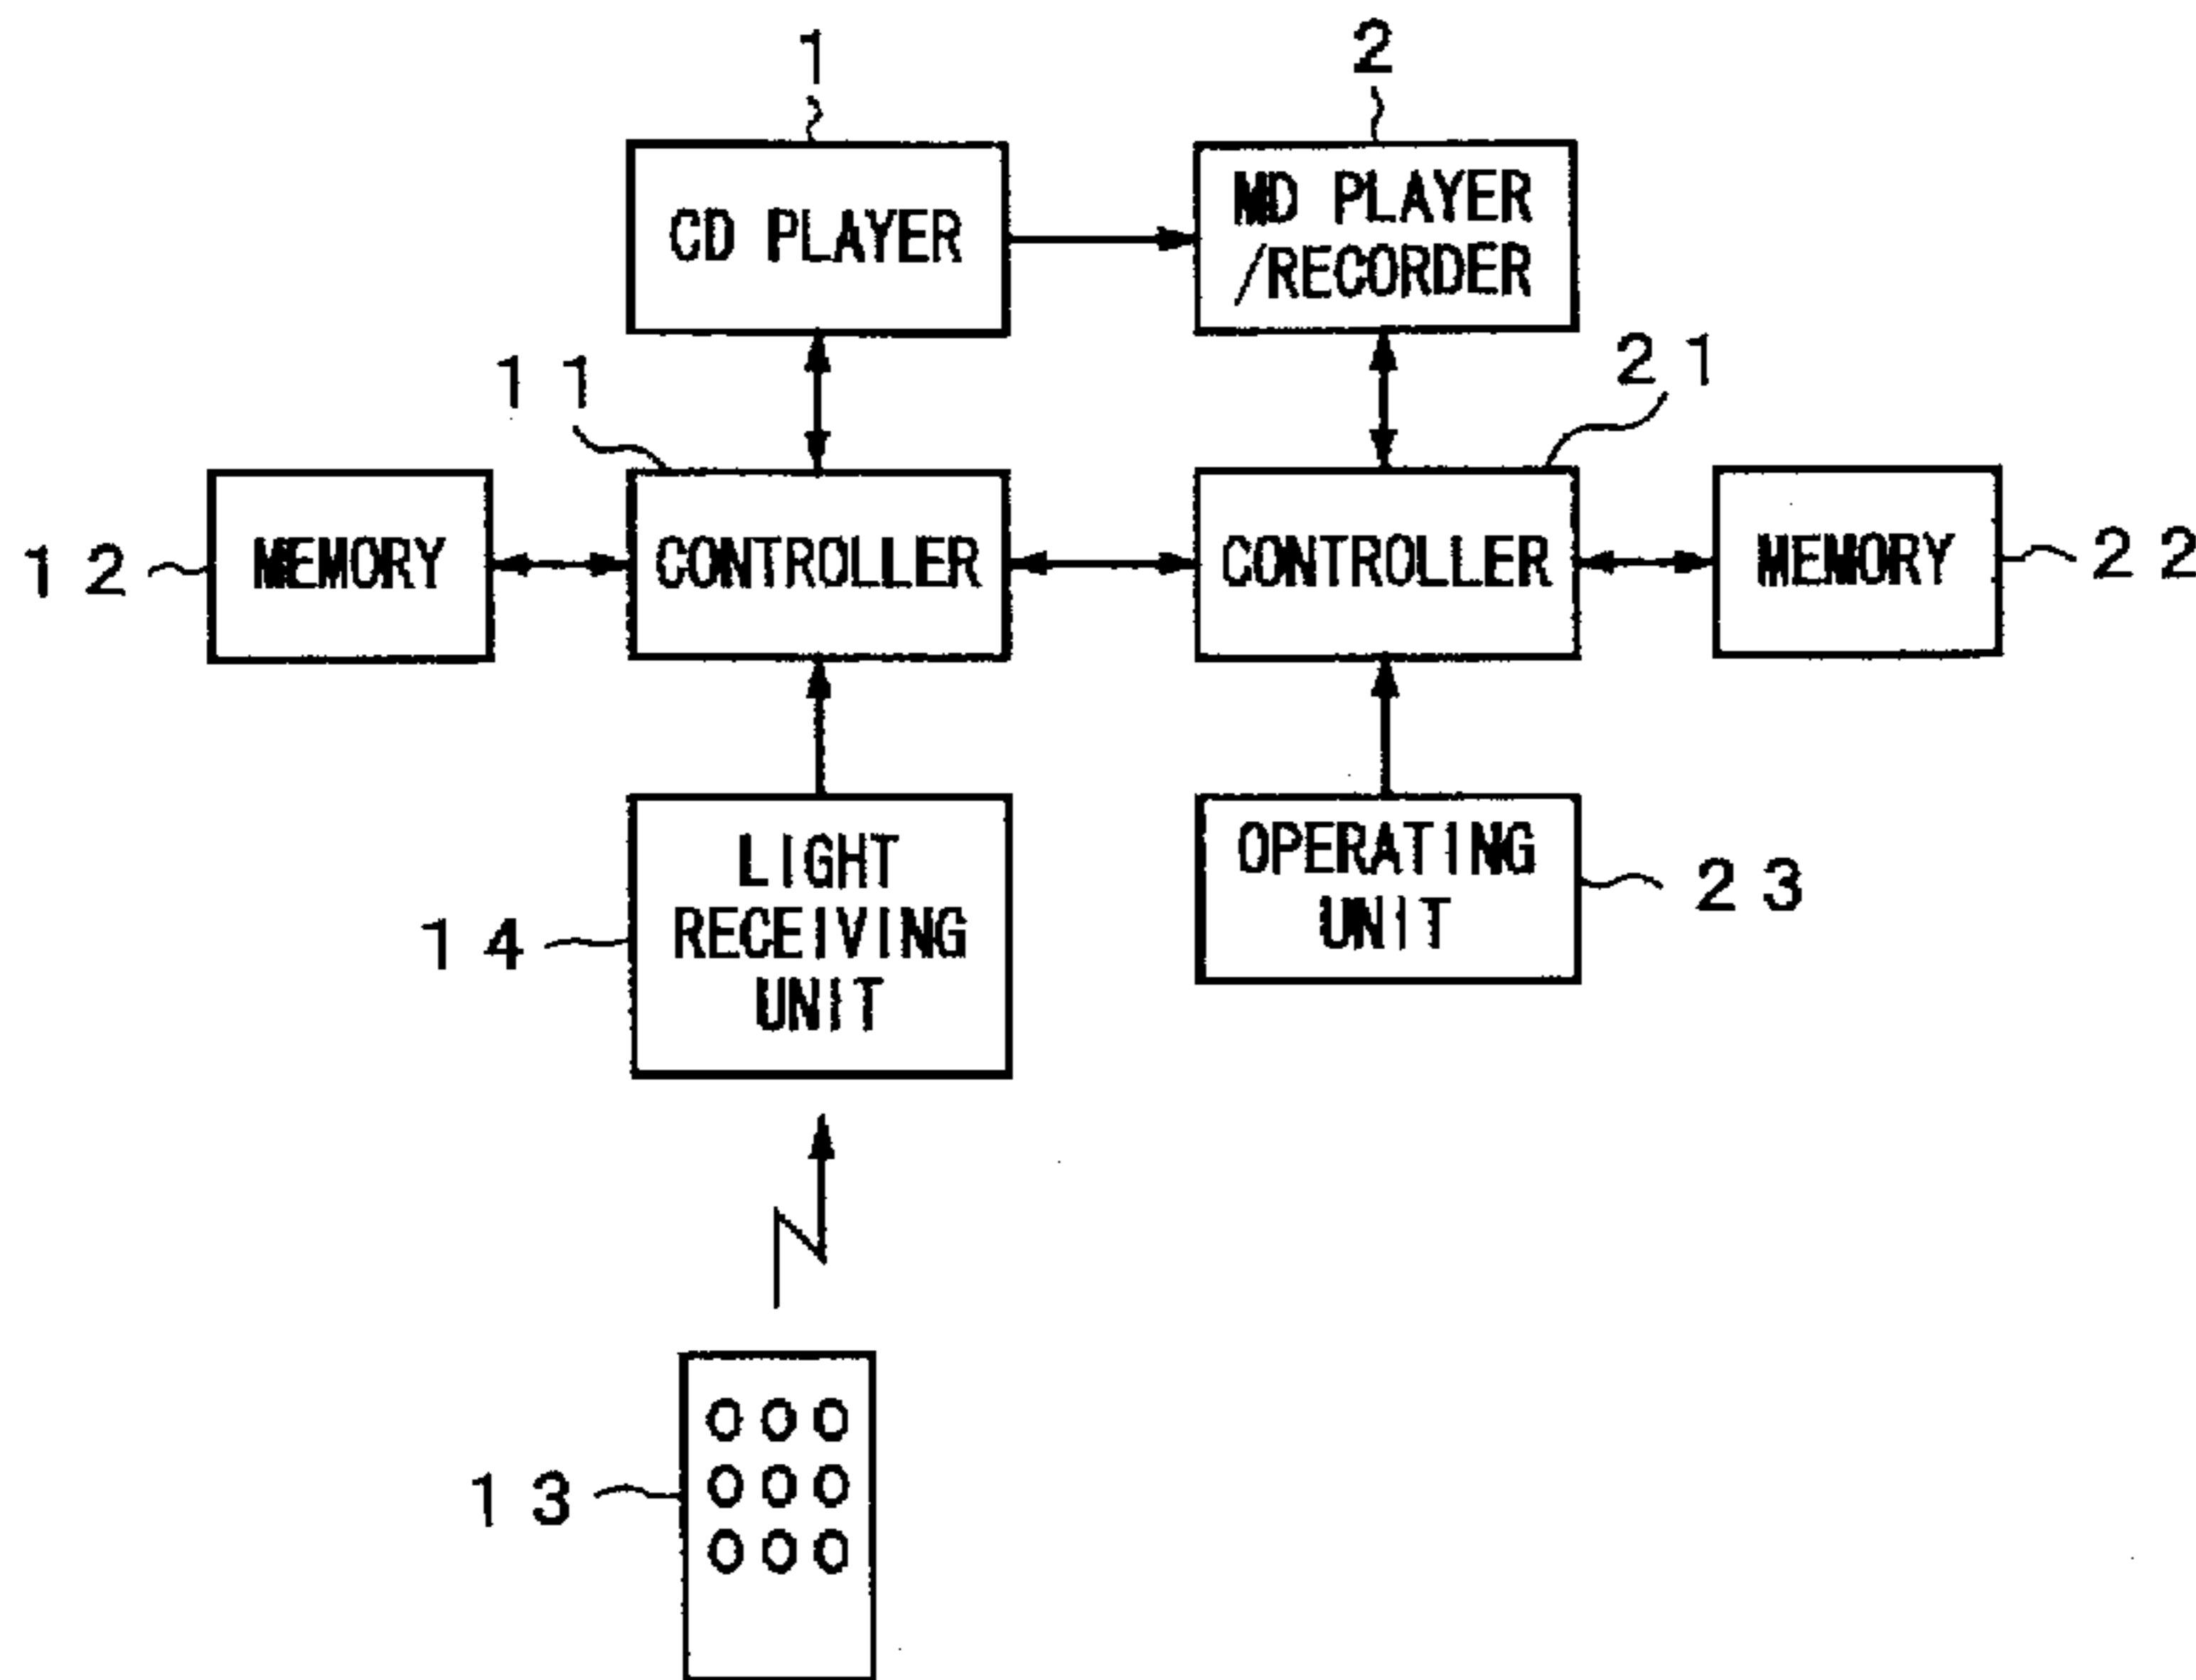 1
2
CD PLAYER
MD PLAYER
/RECORDER
11
21
12
MEMORY
CONTROLLER
CONTROLLER
MEMORY
22
14
LIGHT
RECEIVING
UNIT
OPERATING
UNIT
23
13